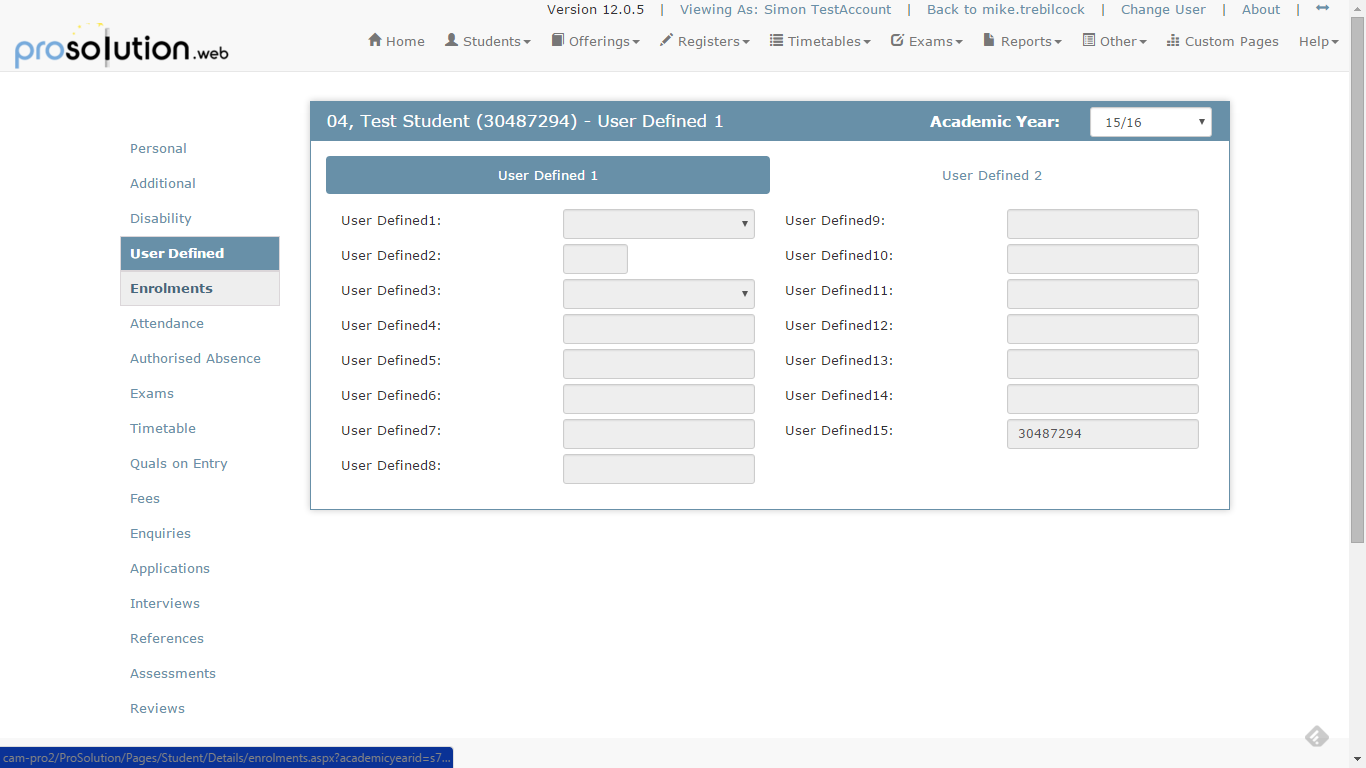 Version 12.0.5 | Viewing As: Simon TestAccount | Back to mike.trebilcock | Change User | About |
prosolution.web
Home Students Offerings Registers Timetables Exams Reports Other Custom Pages Help
04, Test Student (30487294) - User Defined 1 Academic Year: 15/16
Personal
Additional
Disability
User Defined
Enrolments
Attendance
Authorised Absence
Exams
Timetable
Quals on Entry
Fees
Enquiries
Applications
Interviews
References
Assessments
Reviews
User Defined 1 User Defined 2
User Defined1:
User Defined2:
User Defined3:
User Defined4:
User Defined5:
User Defined6:
User Defined7:
User Defined8:
User Defined9:
User Defined10:
User Defined11:
User Defined12:
User Defined13:
User Defined14:
User Defined15: 30487294
cam-pro2/ProSolution/Pages/Student/Details/enrolments.aspx?academicyearid=s7...